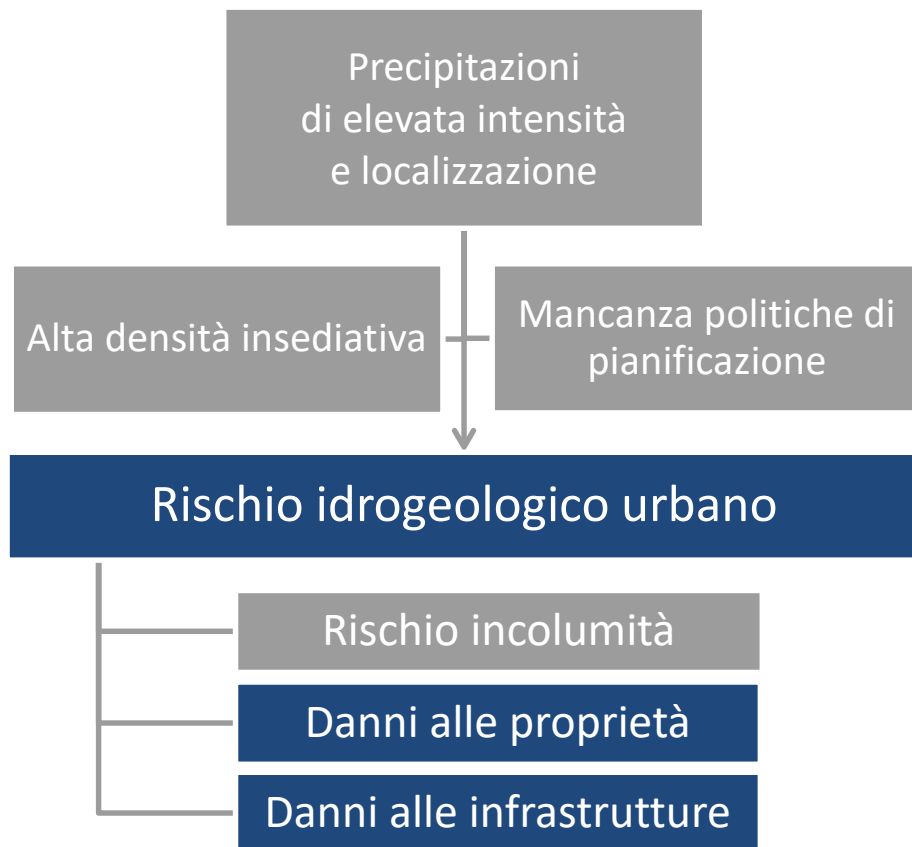 Precipitazioni
di elevata intensità
e localizzazione
Alta densità insediativa
Mancanza politiche di
pianificazione
Rischio idrogeologico urbano
Rischio incolumità
Danni alle proprietà
Danni alle infrastrutture